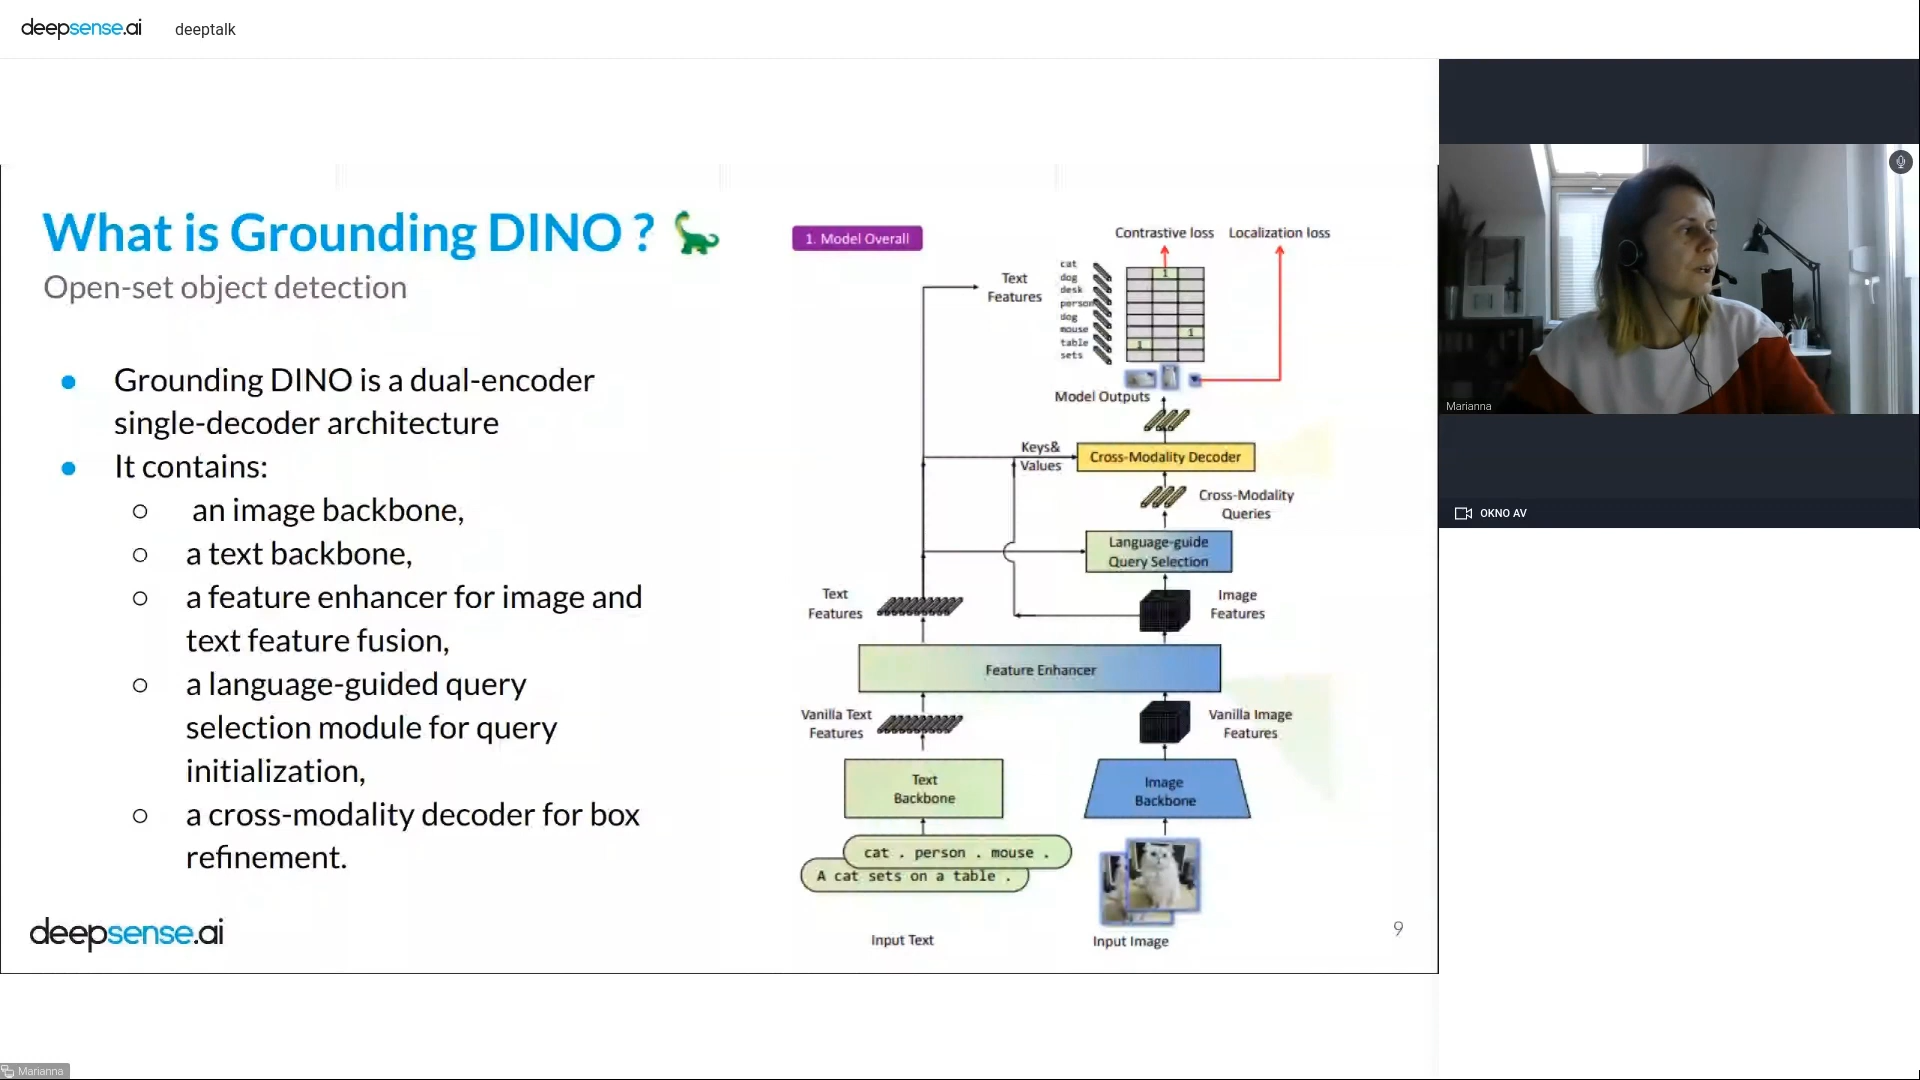 deepsense.ai
deeptalk
What is Grounding DINO ?
Open-set object detection
● Grounding DINO is a dual-encoder
single-decoder architecture
● It contains:
○ an image backbone,
○ a text backbone,
○ a feature enhancer for image and
text feature fusion,
○ a language-guided query
selection module for query
initialization,
○ a cross-modality decoder for box
refinement.
deepsense.ai
1. Model Overall
Contrastive loss
Localization loss
Text
Features
cat
dog
desk
person
dog
mouse
table
sets
1
1
1
Model Outputs
Keys&
Values
Cross-Modality Decoder
Cross-Modality
Queries
Language-guide
Query Selection
Text
Features
Image
Features
Feature Enhancer
Vanilla Text
Features
Vanilla Image
Features
Text
Backbone
Image
Backbone
cat . person . mouse .
A cat sets on a table .
Input Text
Input Image
9
Marianna
OKNO AV
Marianna